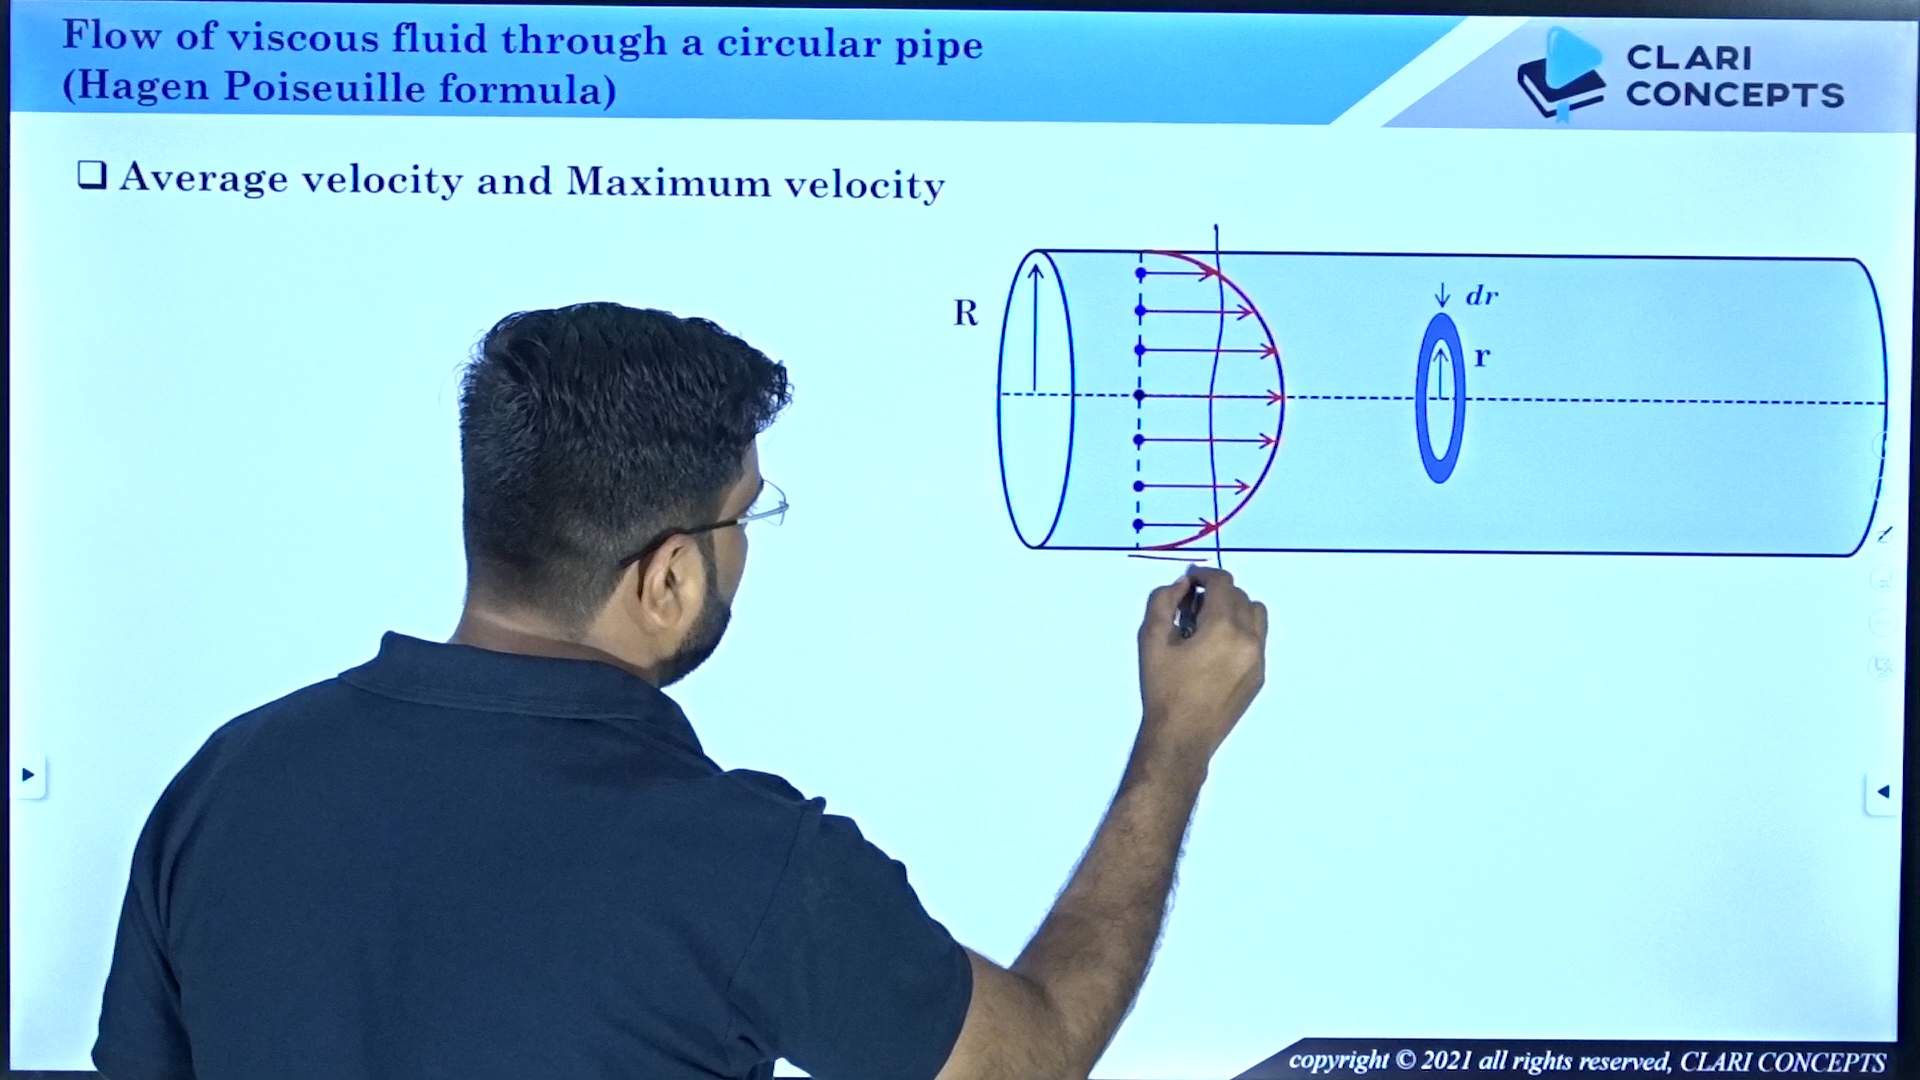 Flow of viscous fluid through a circular pipe
(Hagen Poiseuille formula)
CLARI
CONCEPTS
Average velocity and Maximum velocity
R
dr
r
copyright © 2021 all rights reserved, CLARI CONCEPTS